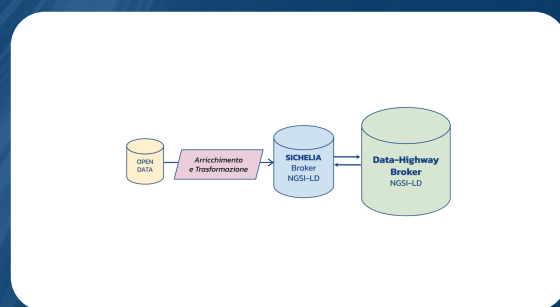 OPEN
DATA
Arricchimento
e Trasformazione
SICHELIA
Broker
NGSI-LD
Data-Highway
Broker
NGSI-LD